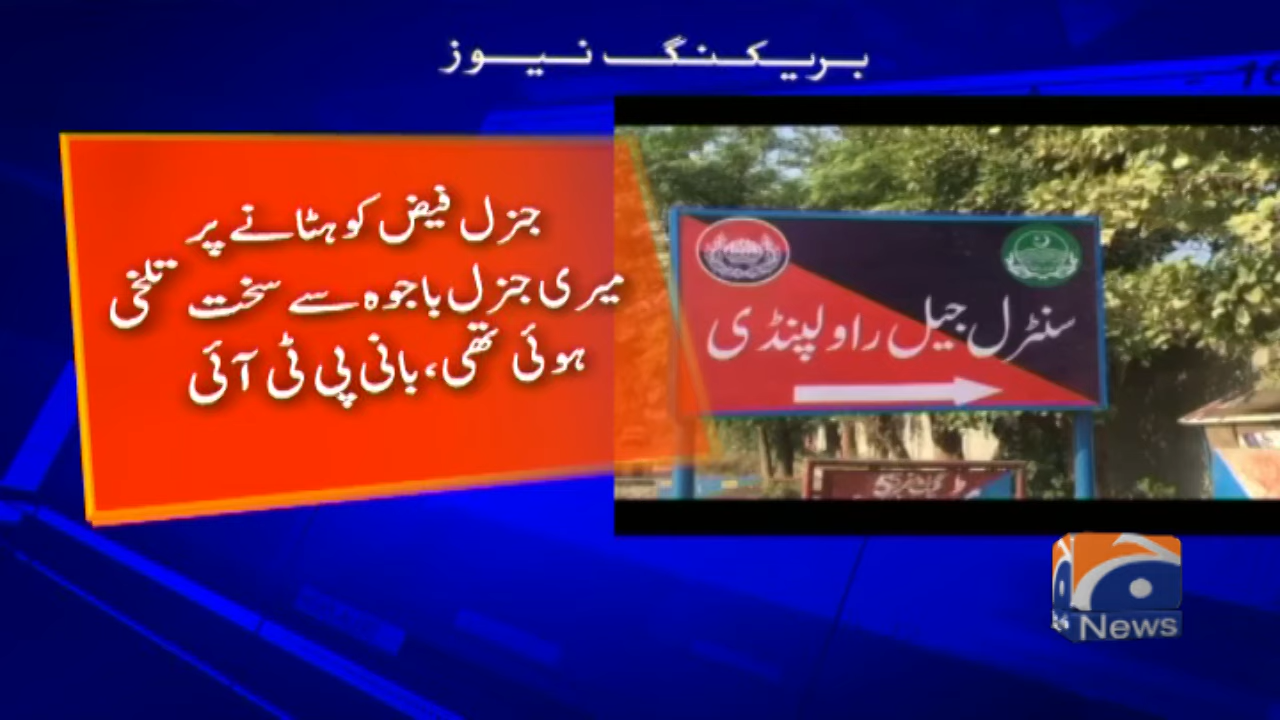 بریکنگ نیوز
جنرل فیض کو ہٹانے پر
میری جنرل باجوہ سے سخت تلخی
ہوئی تھی، بانی پی ٹی آئی
سنٹرل جیل راولپنڈی
News